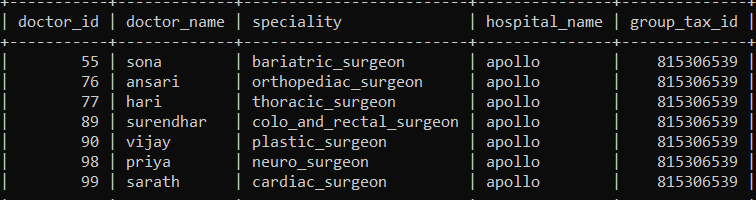 | doctor_id | doctor_name | speciality | hospital_name | group_tax_id |
| 55 | sona | bariatric_surgeon | apollo | 815306539 |
| 76 | ansari | orthopediac_surgeon | apollo | 815306539 |
| 77 | hari | thoracic_surgeon | apollo | 815306539 |
| 89 | surendhar | colo_and_rectal_surgeon | apollo | 815306539 |
| 90 | vijay | plastic_surgeon | apollo | 815306539 |
| 98 | priya | neuro_surgeon | apollo | 815306539 |
| 99 | sarath | cardiac_surgeon | apollo | 815306539 |